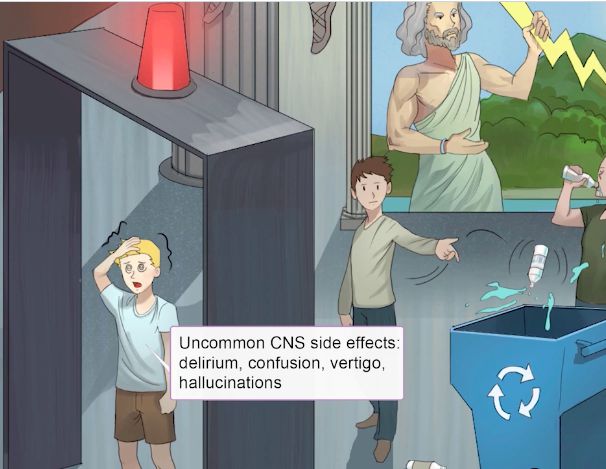 Uncommon CNS side effects:
delirium, confusion, vertigo,
hallucinations